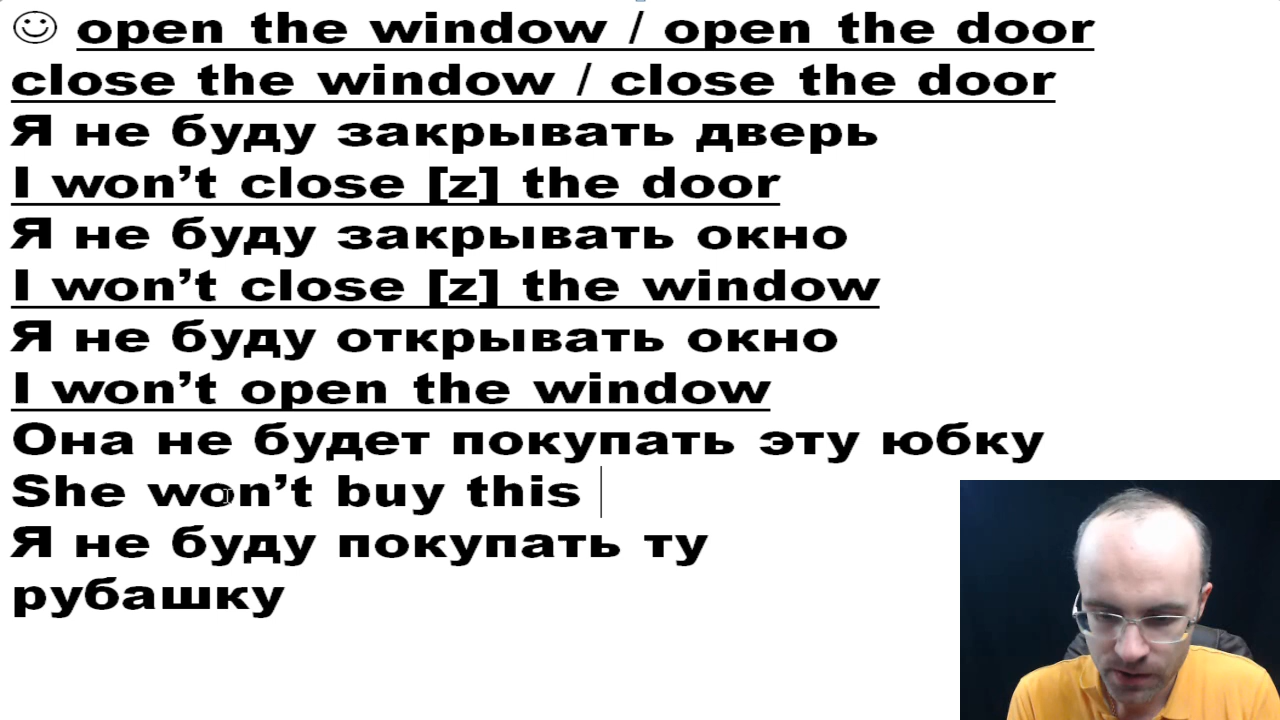 ☺ open the window / open the door
close the window / close the door
Я не буду закрывать дверь
I won’t close [z] the door
Я не буду закрывать окно
I won’t close [z] the window
Я не буду открывать окно
I won’t open the window
Она не будет покупать эту юбку
She won’t buy this
Я не буду покупать ту
рубашку